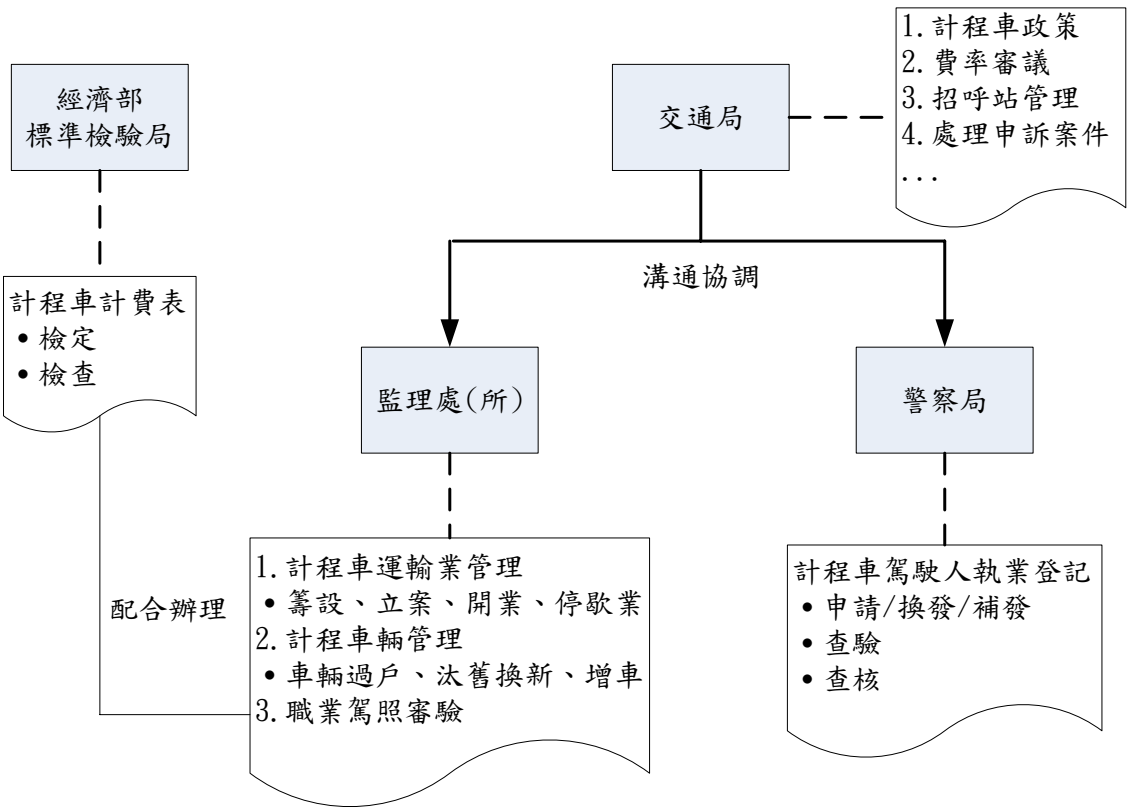 經濟部
標準檢驗局
計程車計費表
• 檢定
• 檢查
交通局
1.計程車政策
2.費率審議
3.招呼站管理
4.處理申訴案件
...
溝通協調
監理處(所)
警察局
配合辦理
1.計程車運輸業管理
• 籌設、立案、開業、停歇業
2.計程車輛管理
• 車輛過戶、汰舊換新、增車
3.職業駕照審驗
計程車駕駛人執業登記
• 申請/換發/補發
• 查驗
• 查核